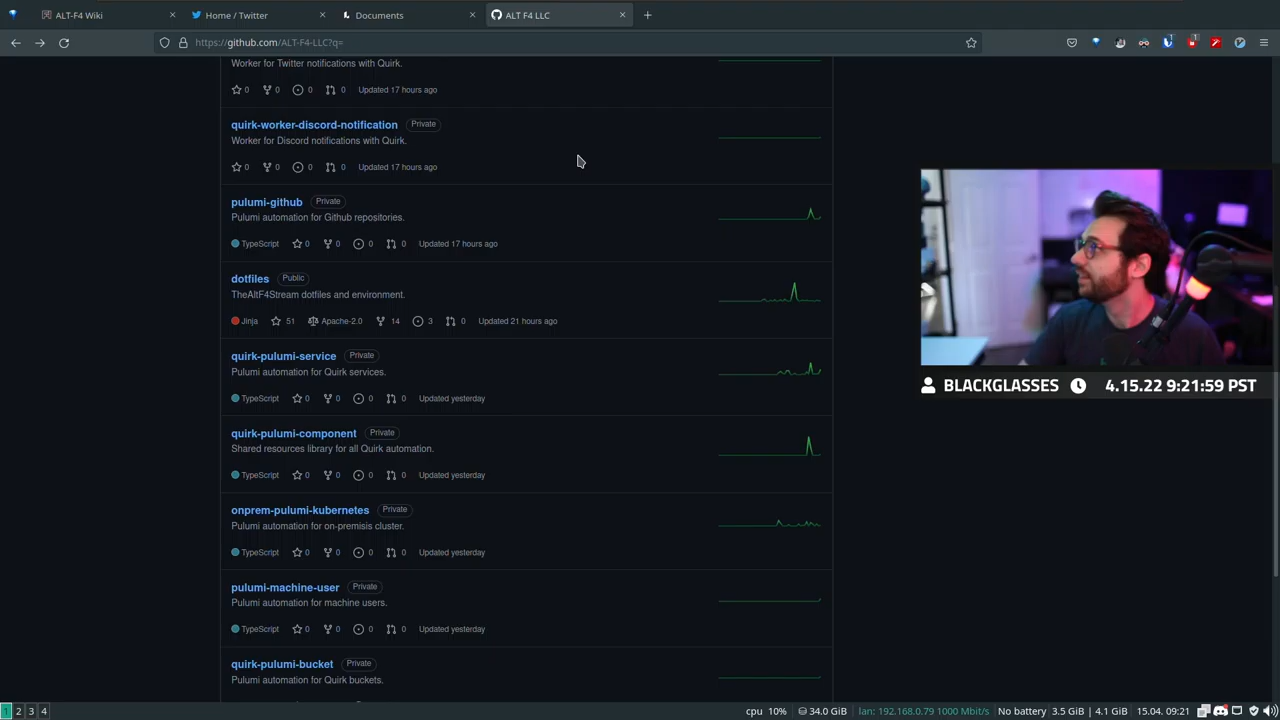 ALT F4 Wiki
Home / Twitter
Documents
ALT F4 LLC
https://github.com/ALT-F4-LLC?q=
Worker for Twitter notifications with Quirk.
0 0 0 0 Updated 17 hours ago
quirk-worker-discord-notification Private
Worker for Discord notifications with Quirk.
0 0 0 0 Updated 17 hours ago
pulumi-github Private
Pulumi automation for Github repositories.
TypeScript 0 0 0 0 Updated 17 hours ago
dotfiles Public
TheAltF4Stream dotfiles and environment.
Jinja 51 Apache-2.0 14 3 0 Updated 21 hours ago
quirk-pulumi-service Private
Pulumi automation for Quirk services.
TypeScript 0 0 0 0 Updated yesterday
BLACKGLASSES 4.15.22 9:21:59 PST
quirk-pulumi-component Private
Shared resources library for all Quirk automation.
TypeScript 0 0 0 0 Updated yesterday
onprem-pulumi-kubernetes Private
Pulumi automation for on-premisis cluster.
TypeScript 0 0 0 0 Updated yesterday
pulumi-machine-user Private
Pulumi automation for machine users.
TypeScript 0 0 0 0 Updated yesterday
quirk-pulumi-bucket Private
Pulumi automation for Quirk buckets.
1 2 3 4
cpu 10% 34.0 GiB lan: 192.168.0.79 1000 Mbit/s No battery 3.5 GiB | 4.1 GiB 15.04. 09:21